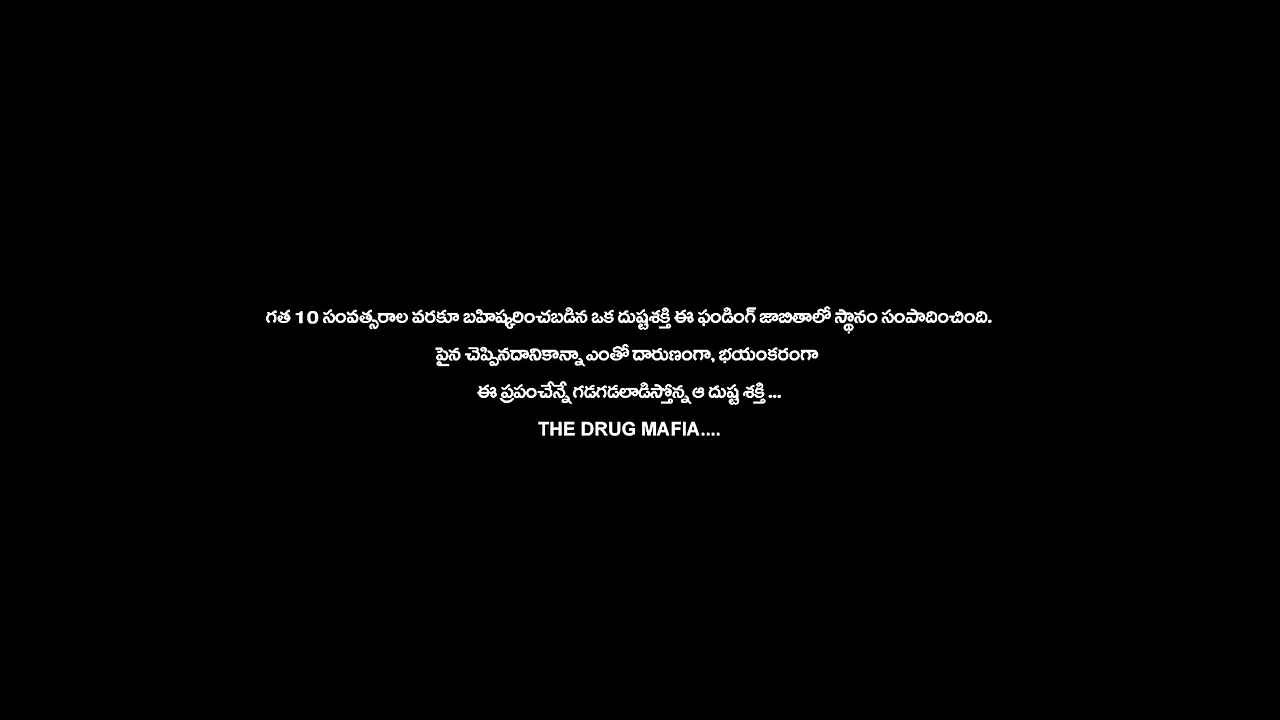 గత 10 సంవత్సరాల వరకూ బహిష్కరించబడిన ఒక దుష్టశక్తి ఈ ఫండింగ్ జాబితాలో స్థానం సంపాదించింది.
పైన చెప్పినదానికాన్నా ఎంతో దారుణంగా, భయంకరంగా
ఈ ప్రపంచేన్నే గడగడలాడిస్తోన్న ఆ దుష్ట శక్తి ...
THE DRUG MAFIA....